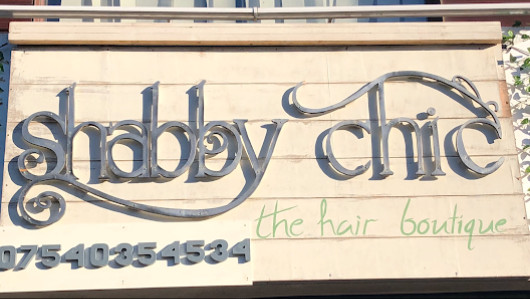 shabby chic
the hair boutique
07540354534